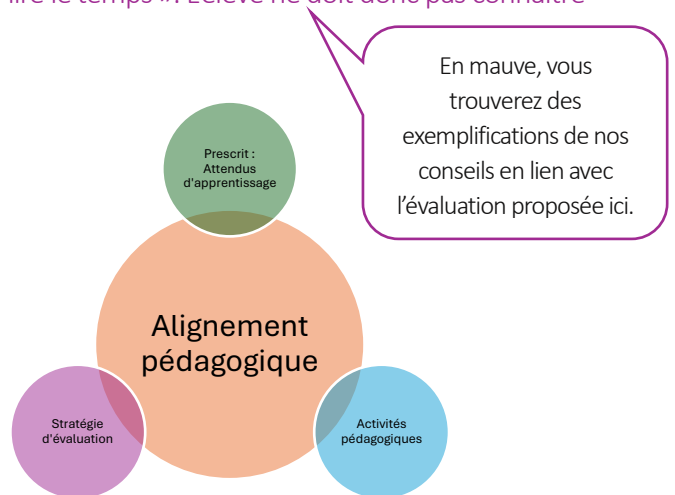 lire le temps ». L'élève ne doit donc pas connaître
En mauve, vous
trouverez des
exemplifications de nos
conseils en lien avec
l'évaluation proposée ici.
Prescrit :
Attendus
d'apprentissage
Alignement
pédagogique
Stratégie
d'évaluation
Activités
pédagogiques